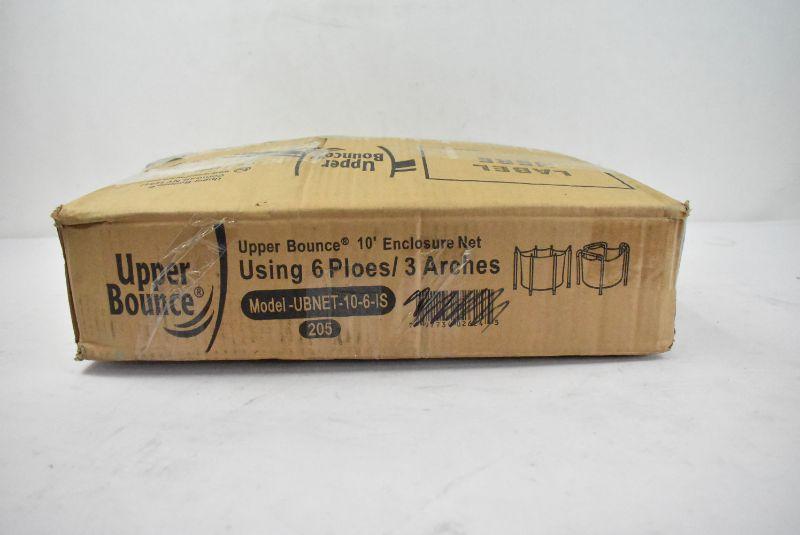 Upper
Bounce
LABEL
HERE
Upper
Bounce®
Upper Bounce® 10' Enclosure Net
Using 6 Ploes/ 3 Arches
Model-UBNET-10-6-IS
205